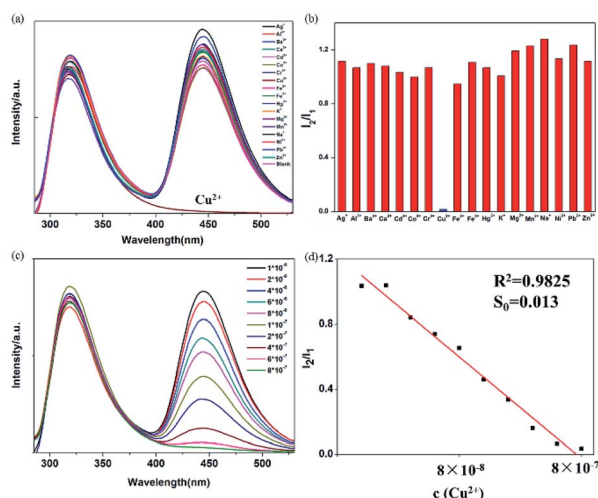 (a)
Intensity/a.u.
Ag⁺
Al³⁺
Ba²⁺
Ca²⁺
Cd²⁺
Co²⁺
Cr³⁺
Cu²⁺
Fe²⁺
Fe³⁺
Hg²⁺
K⁺
Mg²⁺
Mn²⁺
Na⁺
Ni²⁺
Pb²⁺
Zn²⁺
Blank
Cu²⁺
300 350 400 450 500
Wavelength(nm)
(b)
I₂/I₁
1.2
0.8
0.4
0.0
Ag⁺ Al³⁺ Ba²⁺ Ca²⁺ Cd²⁺ Co²⁺ Cr³⁺ Cu²⁺ Fe²⁺ Fe³⁺ Hg²⁺ K⁺ Mg²⁺ Mn²⁺ Na⁺ Ni²⁺ Pb²⁺ Zn²⁺
(c)
Intensity/a.u.
1*10⁻⁸
2*10⁻⁸
4*10⁻⁸
6*10⁻⁸
8*10⁻⁸
1*10⁻⁷
2*10⁻⁷
4*10⁻⁷
6*10⁻⁷
8*10⁻⁷
300 350 400 450 500
Wavelength(nm)
(d)
I₂/I₁
1.2
0.8
0.4
0.0
R²=0.9825
S₀=0.013
8×10⁻⁸ 8×10⁻⁷
c (Cu²⁺)